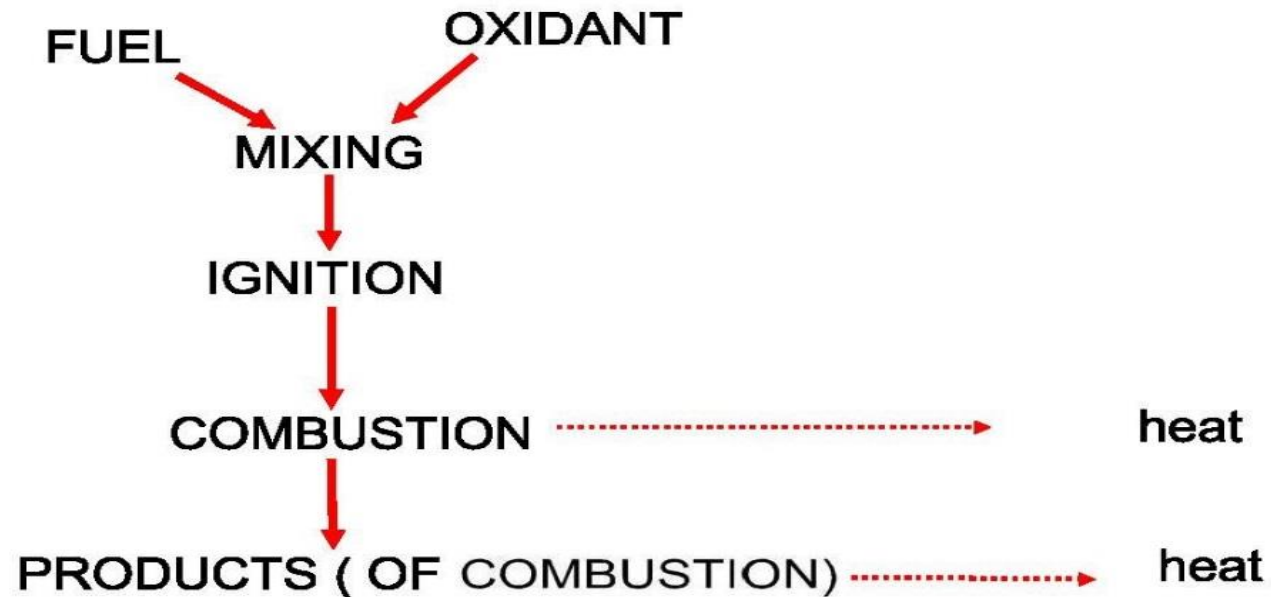 FUEL
OXIDANT
MIXING
IGNITION
COMBUSTION heat
PRODUCTS ( OF COMBUSTION) heat